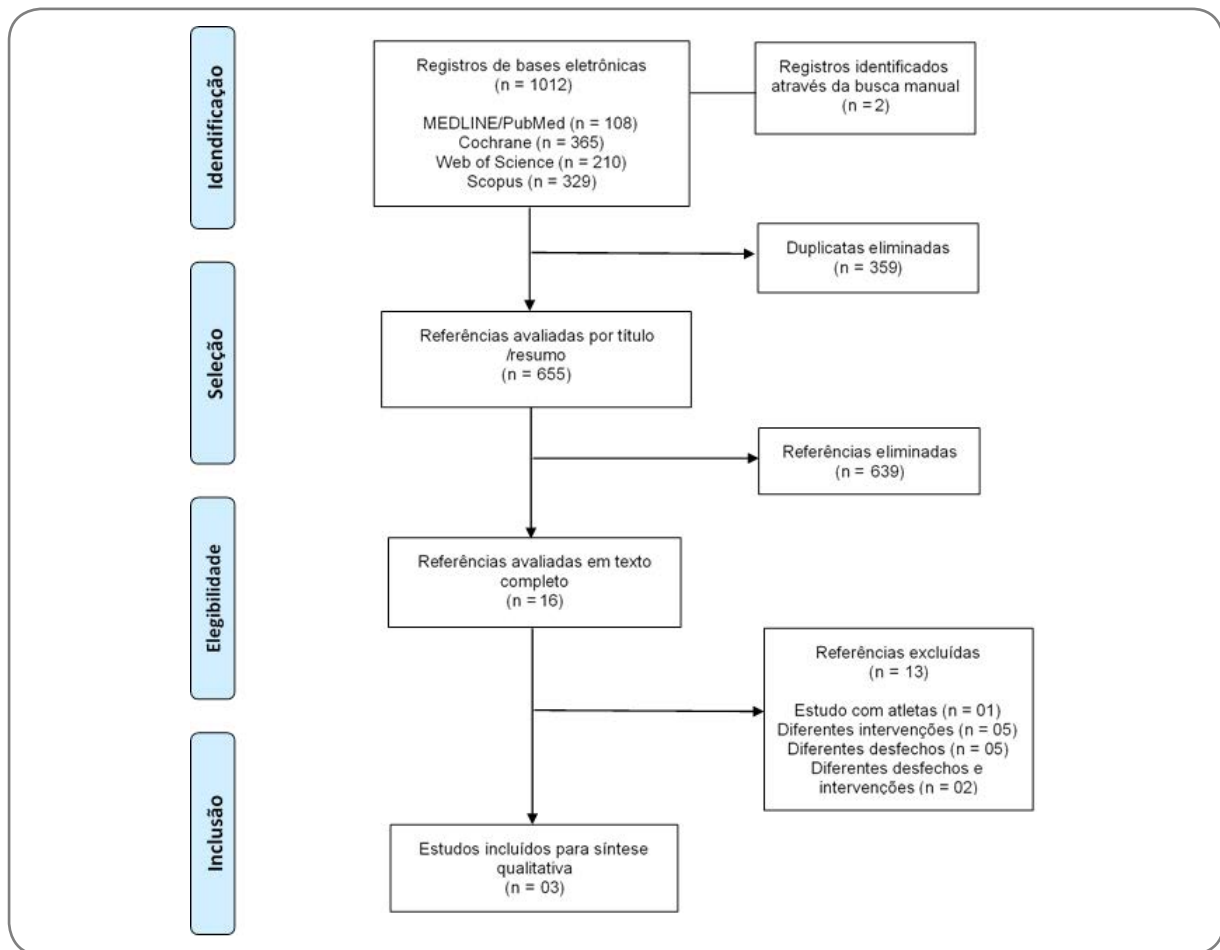 Idendificação
Registros de bases eletrônicas
(n = 1012)
MEDLINE/PubMed (n = 108)
Cochrane (n = 365)
Web of Science (n = 210)
Scopus (n = 329)
Registros identificados
através da busca manual
(n = 2)
Duplicatas eliminadas
(n = 359)
Seleção
Referências avaliadas por título
/resumo
(n = 655)
Referências eliminadas
(n = 639)
Elegibilidade
Referências avaliadas em texto
completo
(n = 16)
Referências excluídas
(n = 13)
Estudo com atletas (n = 01)
Diferentes intervenções (n = 05)
Diferentes desfechos (n = 05)
Diferentes desfechos e
intervenções (n = 02)
Inclusão
Estudos incluídos para síntese
qualitativa
(n = 03)